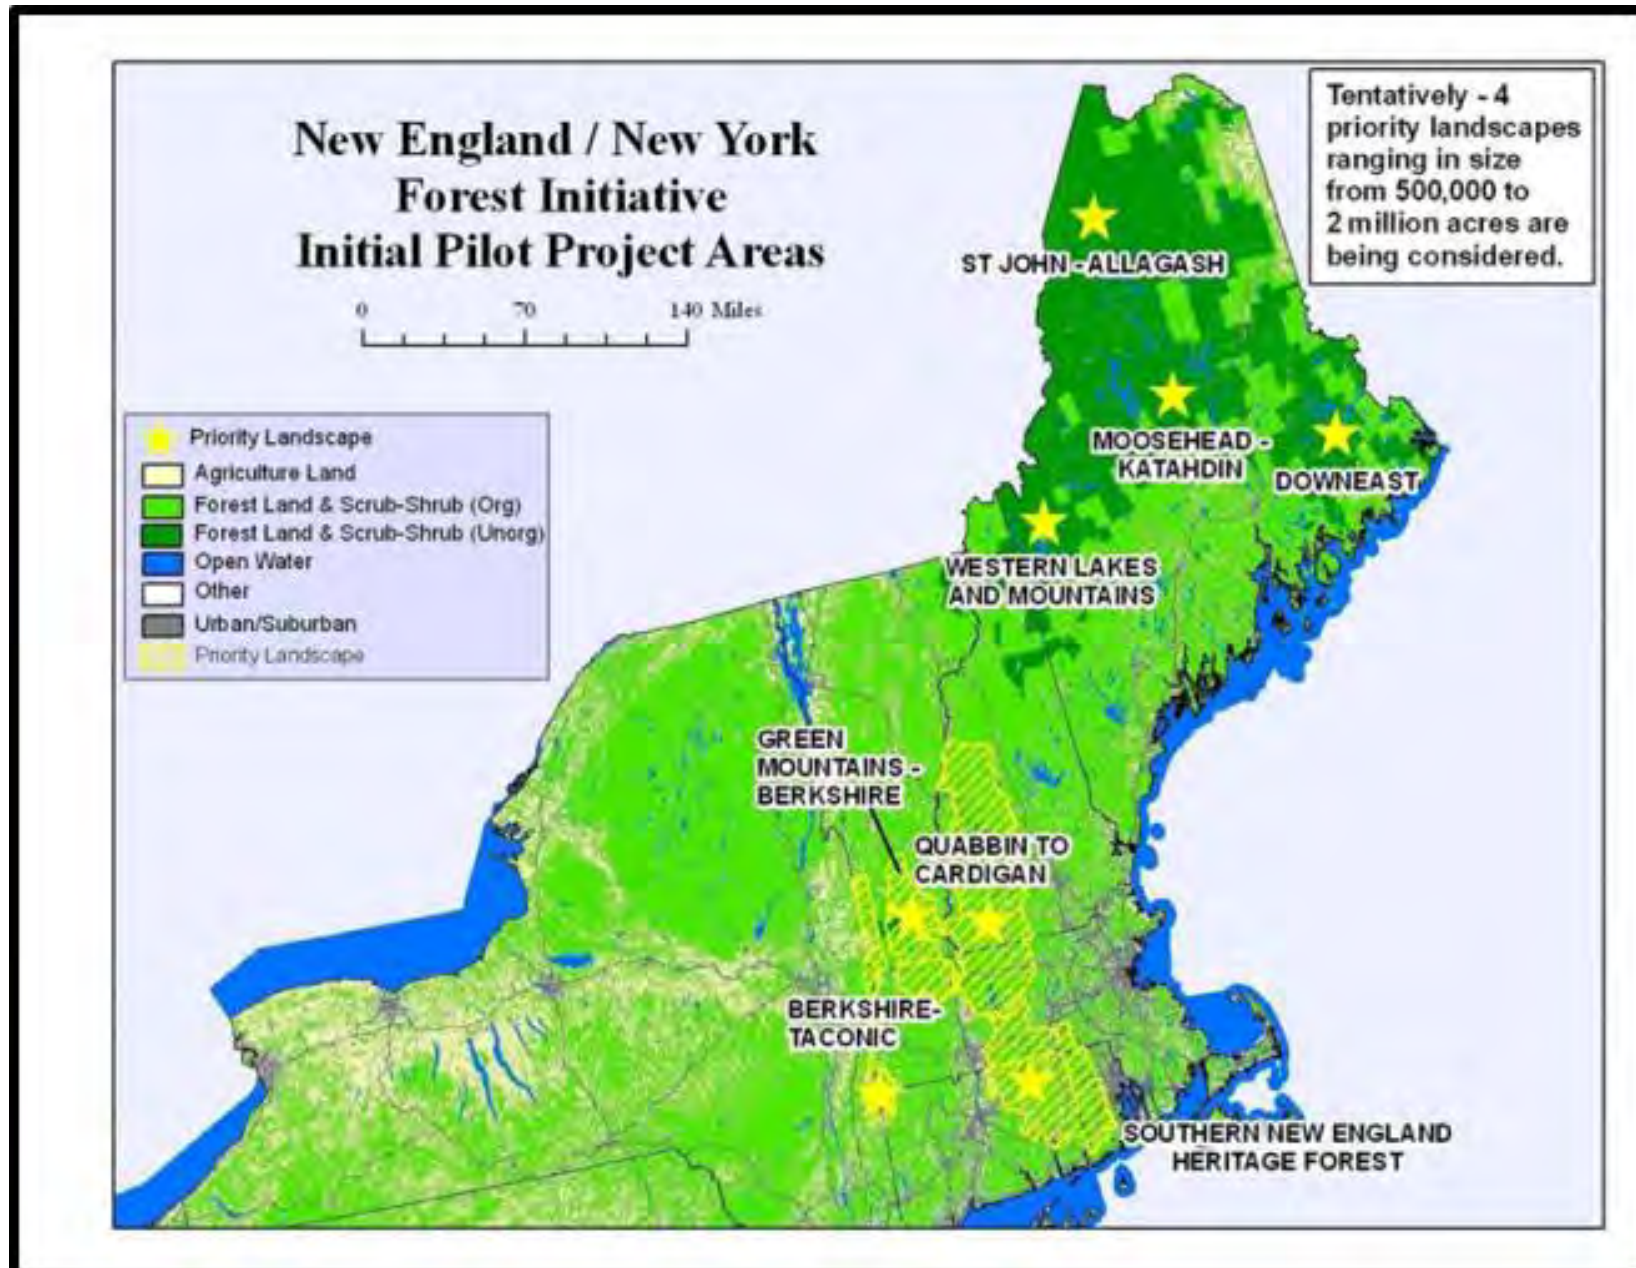 New England / New York
Forest Initiative
Initial Pilot Project Areas
0 70 140 Miles
Tentatively - 4
priority landscapes
ranging in size
from 500,000 to
2 million acres are
being considered.
Priority Landscape
Agriculture Land
Forest Land & Scrub-Shrub (Org)
Forest Land & Scrub-Shrub (Unorg)
Open Water
Other
Urban/Suburban
Priority Landscape
ST JOHN - ALLAGASH
MOOSEHEAD -
KATAHDIN
DOWNEAST
WESTERN LAKES
AND MOUNTAINS
GREEN
MOUNTAINS -
BERKSHIRE
QUABBIN TO
CARDIGAN
BERKSHIRE-
TACONIC
SOUTHERN NEW ENGLAND
HERITAGE FOREST